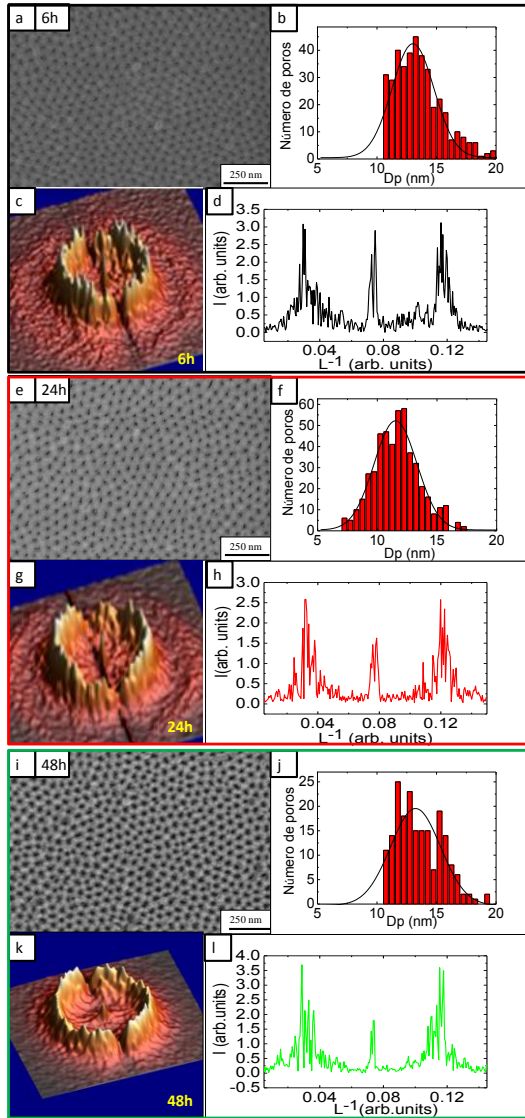 a 6h
250 nm
b
Número de poros
40
30
20
10
0
5 10 15 20
Dp (nm)
c
6h
d
I (arb. units)
3.5
3.0
2.5
2.0
1.5
1.0
0.5
0.0
0.04 0.08 0.12
L-1 (arb. units)
e 24h
250 nm
f
Número de poros
60
50
40
30
20
10
0
5 10 15 20
Dp (nm)
g
24h
h
I(arb. units)
3.0
2.5
2.0
1.5
1.0
0.5
0.0
0.04 0.08 0.12
L-1 (arb. units)
i 48h
250 nm
j
Número de poros
25
20
15
10
5
0
5 10 15 20
Dp (nm)
k
48h
l
I (arb.units)
4.0
3.5
3.0
2.5
2.0
1.5
1.0
0.5
0.0
-0.5
0.04 0.08 0.12
L-1(arb.units)